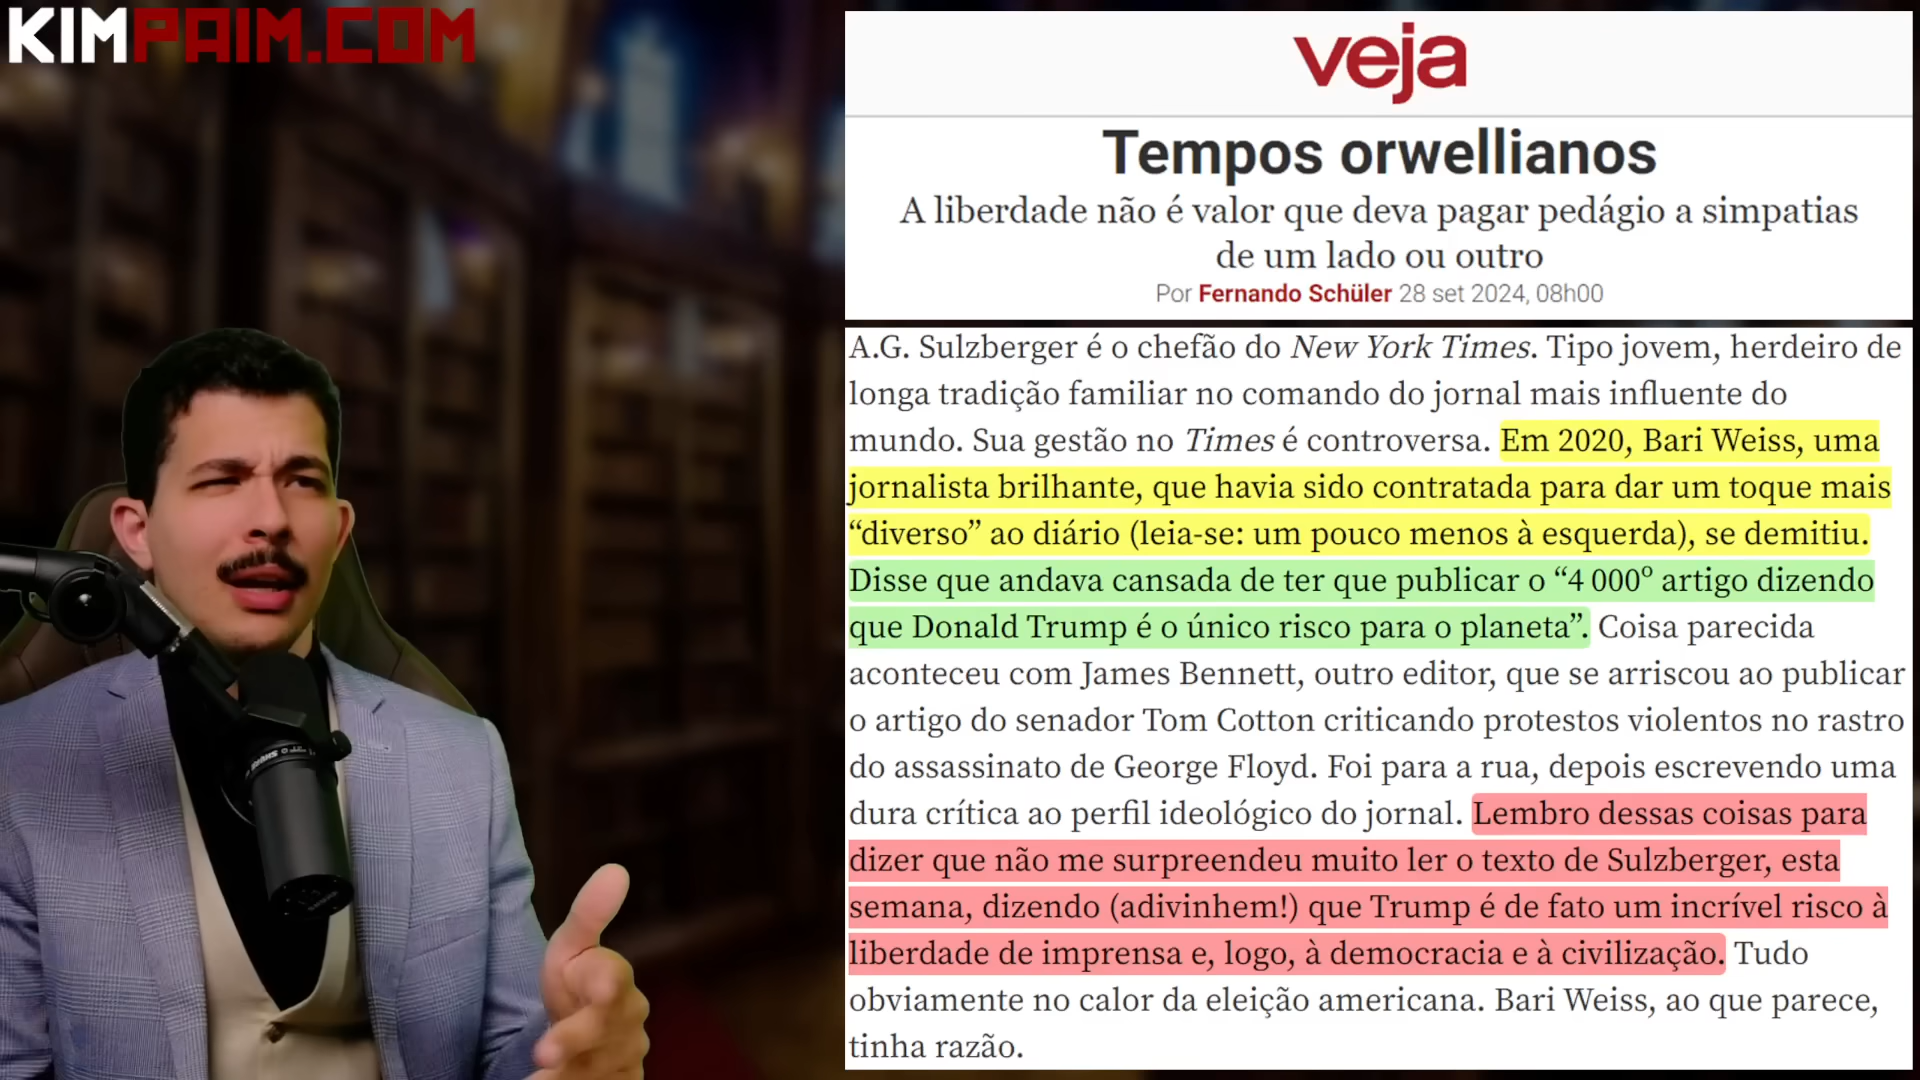 KIMPAIM.COM
veja
Tempos orwellianos
A liberdade não é valor que deva pagar pedágio a simpatias
de um lado ou outro
Por Fernando Schüler 28 set 2024, 08h00
A.G. Sulzberger é o chefão do New York Times. Tipo jovem, herdeiro de
longa tradição familiar no comando do jornal mais influente do
mundo. Sua gestão no Times é controversa. Em 2020, Bari Weiss, uma
jornalista brilhante, que havia sido contratada para dar um toque mais
“diverso” ao diário (leia-se: um pouco menos à esquerda), se demitiu.
Disse que andava cansada de ter que publicar o “4 000º artigo dizendo
que Donald Trump é o único risco para o planeta”. Coisa parecida
aconteceu com James Bennett, outro editor, que se arriscou ao publicar
o artigo do senador Tom Cotton criticando protestos violentos no rastro
do assassinato de George Floyd. Foi para a rua, depois escrevendo uma
dura crítica ao perfil ideológico do jornal. Lembro dessas coisas para
dizer que não me surpreendeu muito ler o texto de Sulzberger, esta
semana, dizendo (adivinhem!) que Trump é de fato um incrível risco à
liberdade de imprensa e, logo, à democracia e à civilização. Tudo
obviamente no calor da eleição americana. Bari Weiss, ao que parece,
tinha razão.